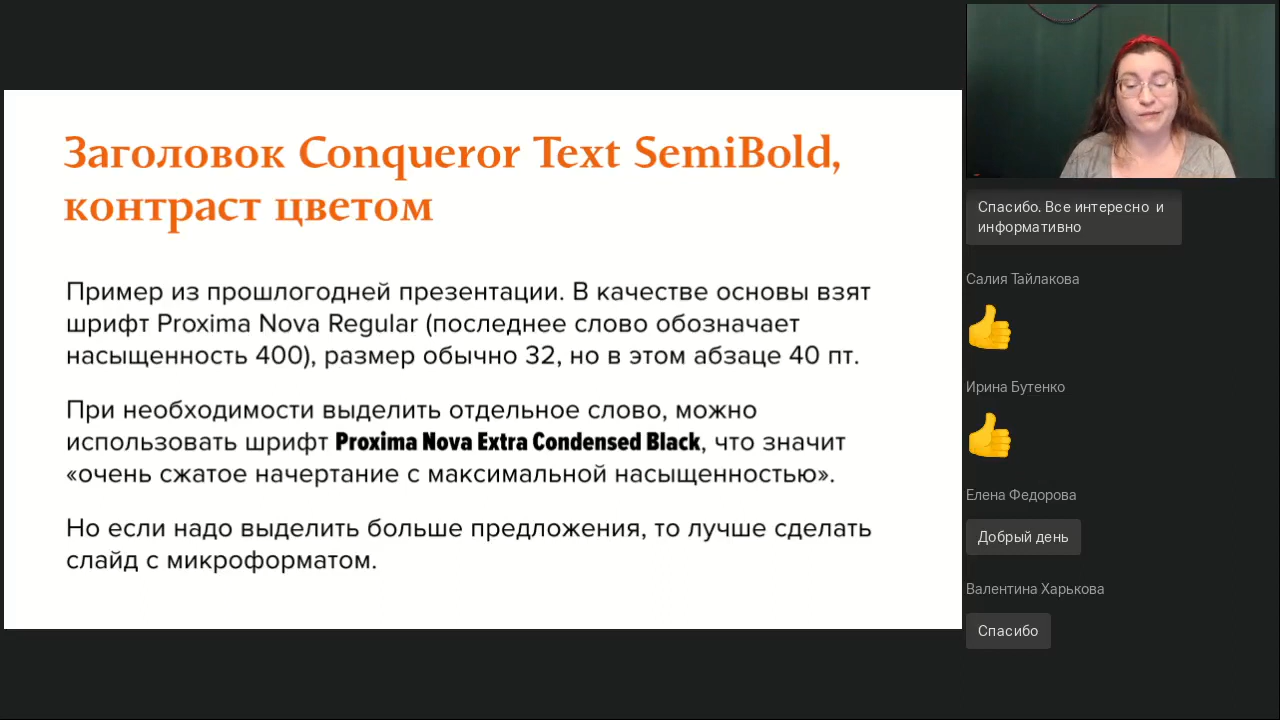 Заголовок Conqueror Text SemiBold,
контраст цветом
Пример из прошлогодней презентации. В качестве основы взят
шрифт Proxima Nova Regular (последнее слово обозначает
насыщенность 400), размер обычно 32, но в этом абзаце 40 пт.
При необходимости выделить отдельное слово, можно
использовать шрифт Proxima Nova Extra Condensed Black, что значит
«очень сжатое начертание с максимальной насыщенностью».
Но если надо выделить больше предложения, то лучше сделать
слайд с микроформатом.
Спасибо. Все интересно и
информативно
Салия Тайлакова
Ирина Бутенко
Елена Федорова
Добрый день
Валентина Харькова
Спасибо